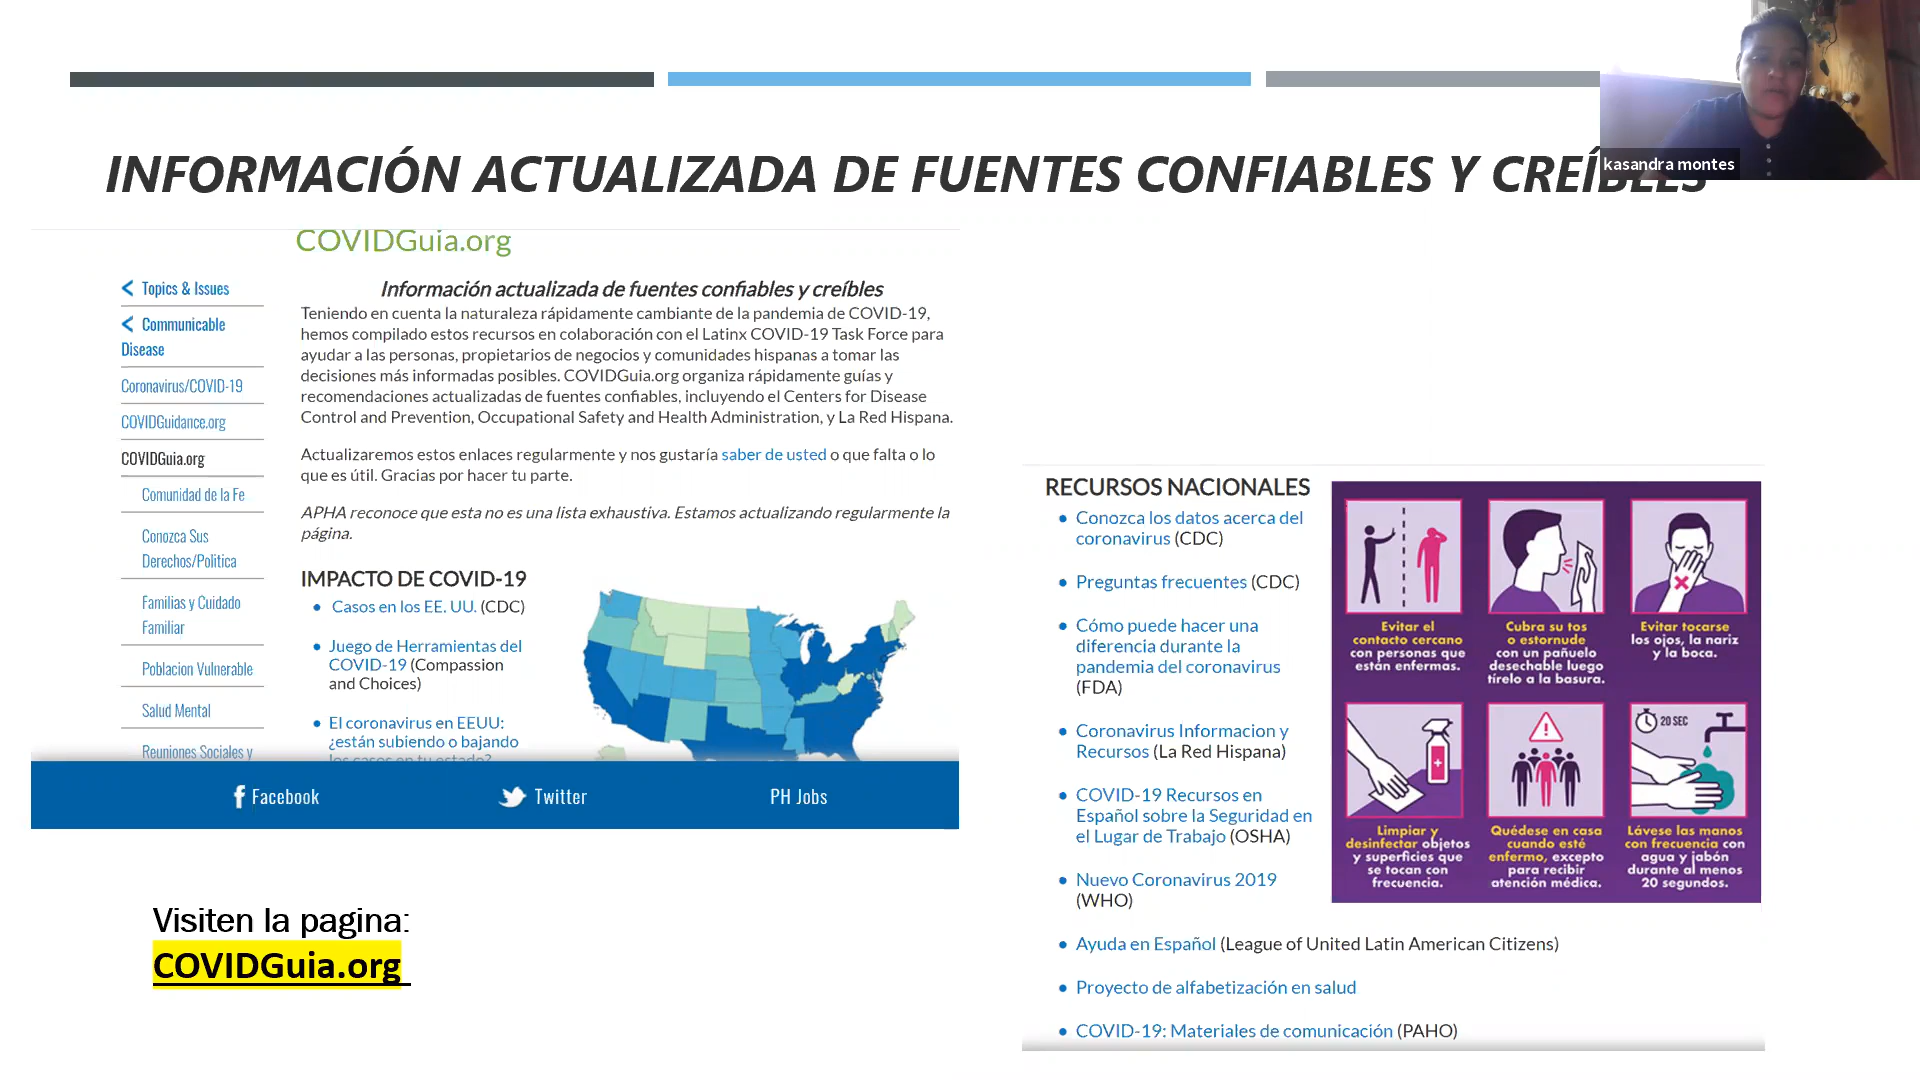 INFORMACIÓN ACTUALIZADA DE FUENTES CONFIABLES Y CREÍBLES
kasandra montes
COVIDGuia.org
Topics & Issues
Communicable
Disease
Coronavirus/COVID-19
COVIDGuidance.org
COVIDGuia.org
Comunidad de la Fe
Conozca Sus
Derechos/Politica
Familias y Cuidado
Familiar
Poblacion Vulnerable
Salud Mental
Reuniones Sociales y
Información actualizada de fuentes confiables y creíbles
Teniendo en cuenta la naturaleza rápidamente cambiante de la pandemia de COVID-19,
hemos compilado estos recursos en colaboración con el Latinx COVID-19 Task Force para
ayudar a las personas, propietarios de negocios y comunidades hispanas a tomar las
decisiones más informadas posibles. COVIDGuia.org organiza rápidamente guías y
recomendaciones actualizadas de fuentes confiables, incluyendo el Centers for Disease
Control and Prevention, Occupational Safety and Health Administration, y La Red Hispana.
Actualizaremos estos enlaces regularmente y nos gustaría saber de usted o que falta o lo
que es útil. Gracias por hacer tu parte.
APHA reconoce que esta no es una lista exhaustiva. Estamos actualizando regularmente la
página.
IMPACTO DE COVID-19
• Casos en los EE. UU. (CDC)
• Juego de Herramientas del
COVID-19 (Compassion
and Choices)
• El coronavirus en EEUU:
¿están subiendo o bajando
los casos en tu estado?
Facebook
Twitter
PH Jobs
Visiten la pagina:
COVIDGuia.org
RECURSOS NACIONALES
• Conozca los datos acerca del
coronavirus (CDC)
• Preguntas frecuentes (CDC)
• Cómo puede hacer una
diferencia durante la
pandemia del coronavirus
(FDA)
• Coronavirus Informacion y
Recursos (La Red Hispana)
• COVID-19 Recursos en
Español sobre la Seguridad en
el Lugar de Trabajo (OSHA)
• Nuevo Coronavirus 2019
(WHO)
• Ayuda en Español (League of United Latin American Citizens)
• Proyecto de alfabetización en salud
• COVID-19: Materiales de comunicación (PAHO)
Evitar el
contacto cercano
con personas que
están enfermas.
Cubra su tos
o estornude
con un pañuelo
desechable luego
tírelo a la basura.
Evitar tocarse
los ojos, la nariz
y la boca.
Limpiar y
desinfectar objetos
y superficies que
se tocan con
frecuencia.
Quédese en casa
cuando esté
enfermo, excepto
para recibir
atención médica.
20 SEC
Lávese las manos
con frecuencia con
agua y jabón
durante al menos
20 segundos.